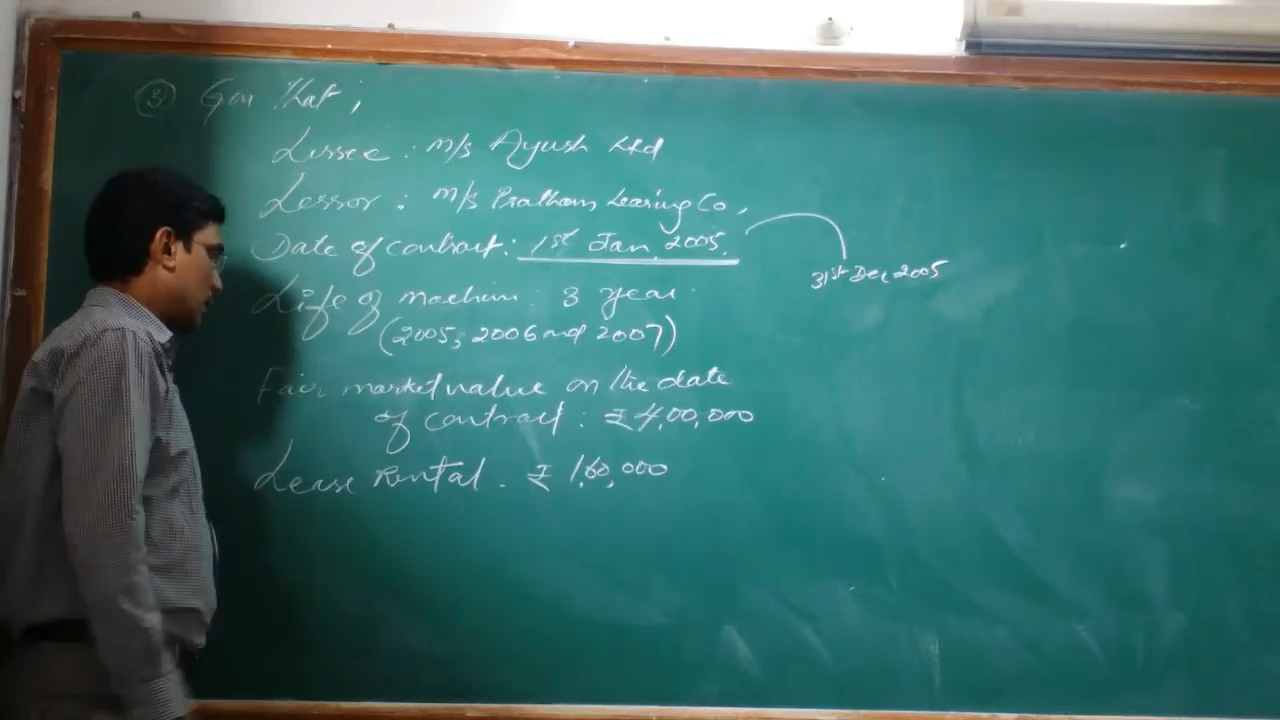 ③ Given that,
Lessee : M/s Ayush Ltd
Lessor : M/s Pratham Leasing Co,
Date of contract : 1st Jan 2005.
31st Dec, 2005
Life of Machine : 3 year
(2005, 2006 and 2007)
Fair market value on the date
of contract : ₹ 4,00,000
Lease Rental . ₹ 1,60,000